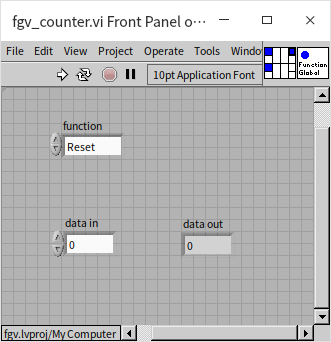 fgv_counter.vi Front Panel o...
File Edit View Project Operate Tools Windo
10pt Application Font
Function
Global
function
Reset
data in
0
data out
0
fgv.lvproj/My Computer